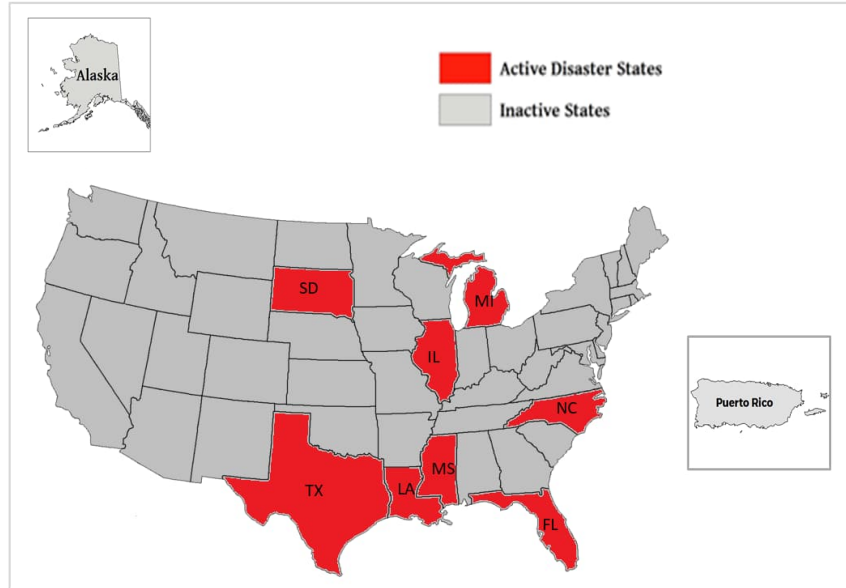 Alaska
Active Disaster States
Inactive States
SD
MI
IL
NC
MS
LA
TX
FL
Puerto Rico